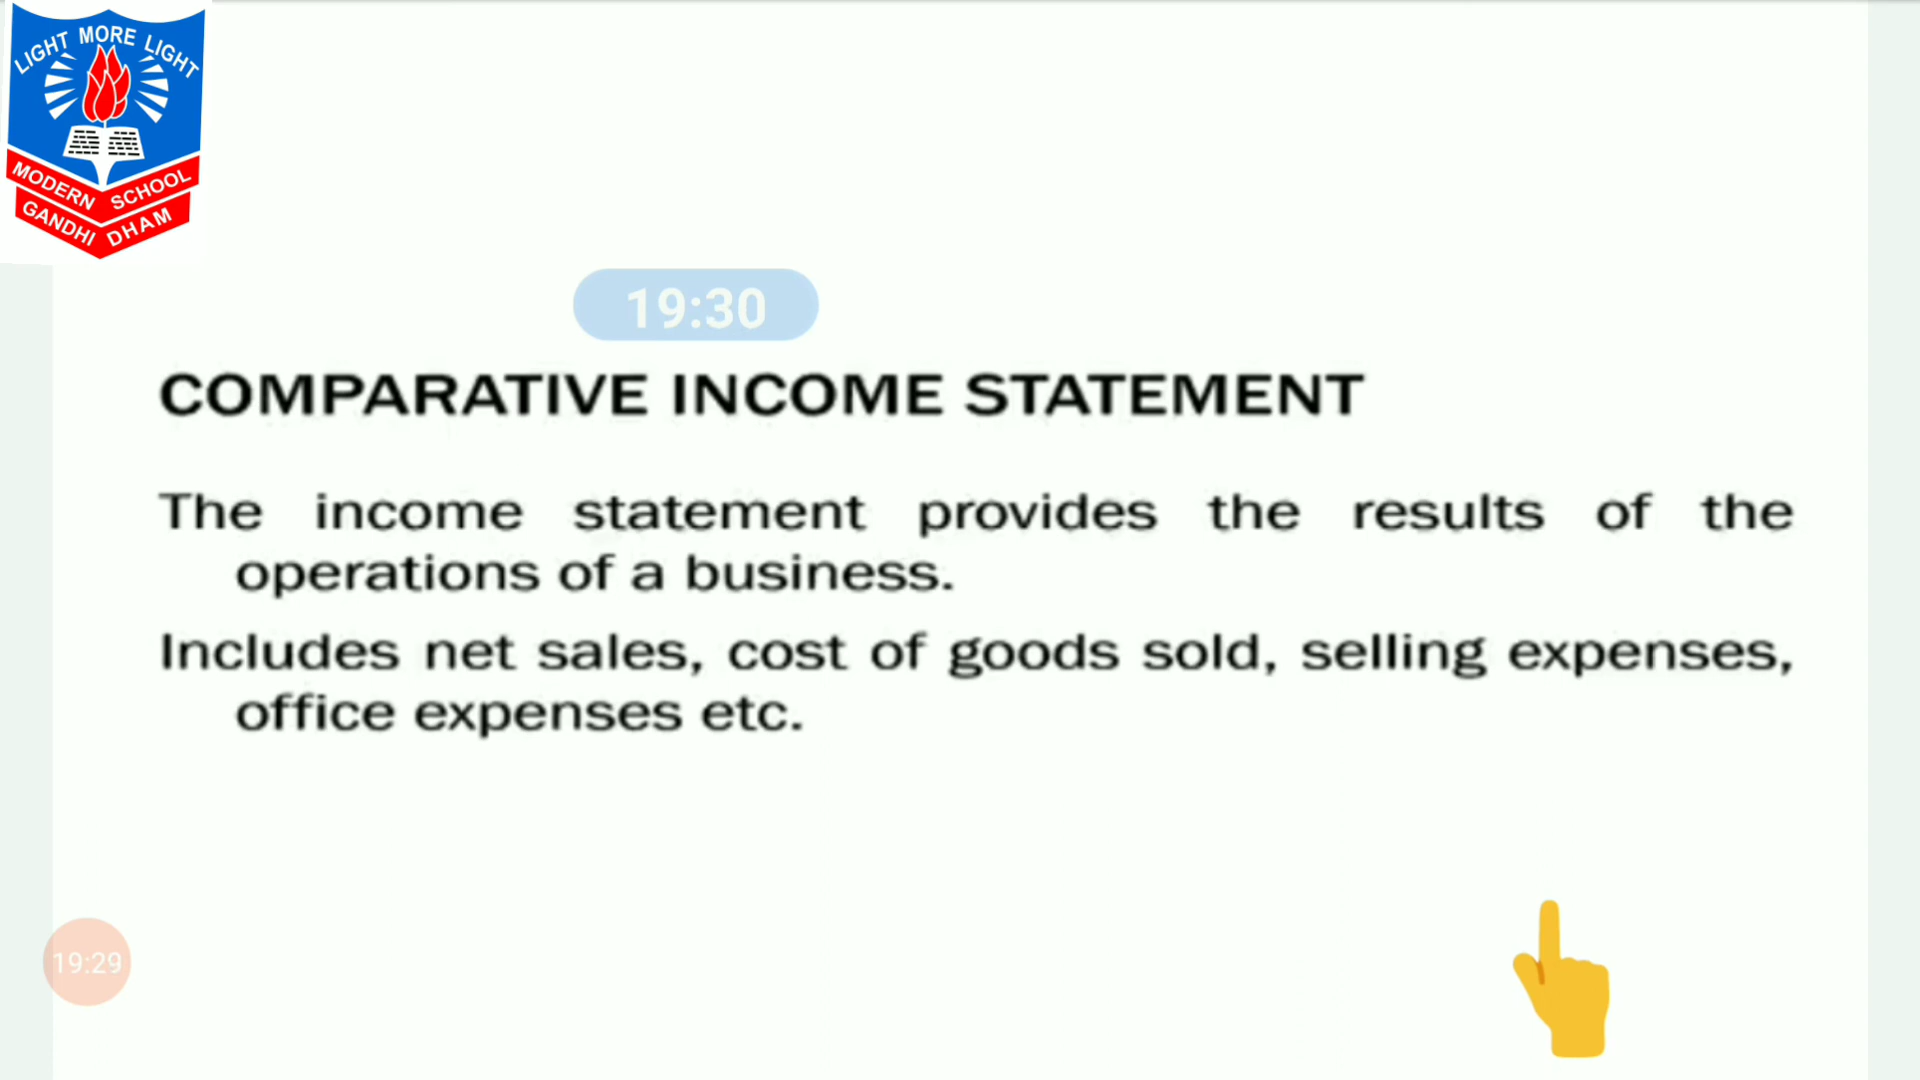 LIGHT MORE LIGHT
MODERN SCHOOL
GANDHI DHAM
19:30
COMPARATIVE INCOME STATEMENT
The income statement provides the results of the
operations of a business.
Includes net sales, cost of goods sold, selling expenses,
office expenses etc.
19:29